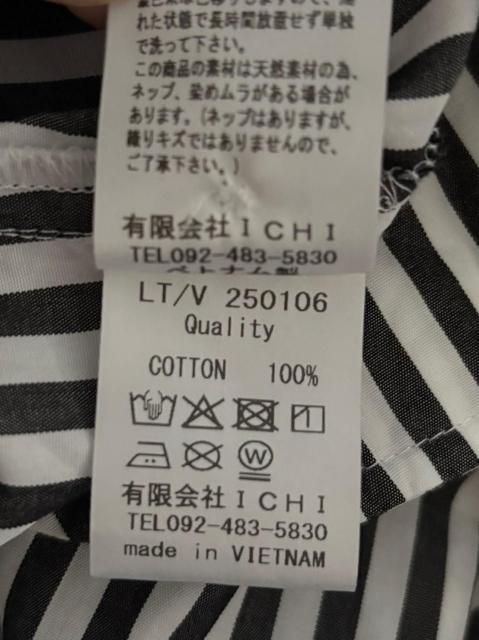 れた状態で長時間放置せず単独
で洗って下さい。
この商品の素材は天然素材の為、
ネップ、染めムラがある場合が
あります。（ネップはありますが、
織りキズではありませんので、
ご了承下さい。）
有限会社ＩＣＨＩ
TEL092-483-5830
LT/V 250106
Quality
COTTON 100%
W
有限会社ＩＣＨＩ
TEL092-483-5830
made in VIETNAM